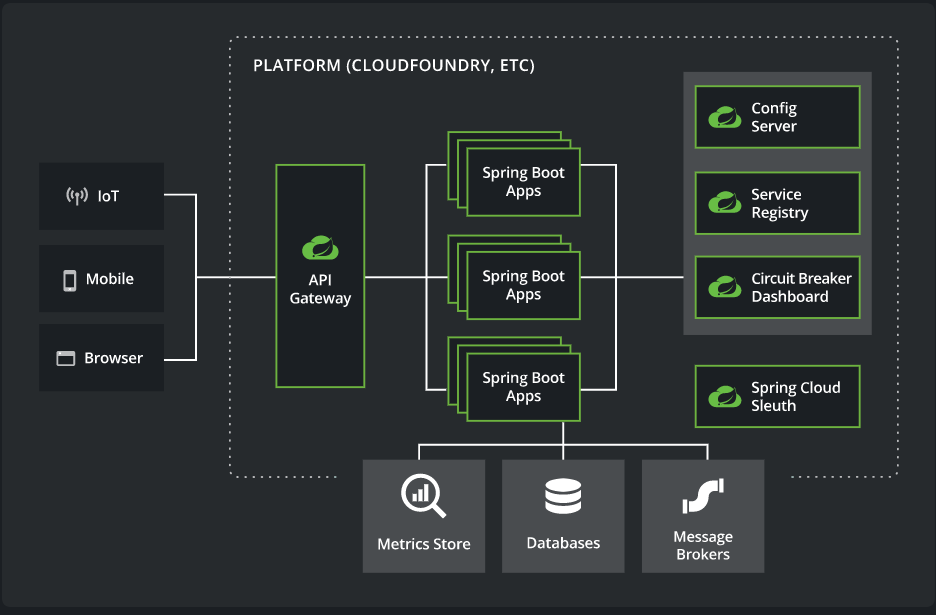 PLATFORM (CLOUDFOUNDRY, ETC)
IoT
Mobile
Browser
API
Gateway
Spring Boot
Apps
Spring Boot
Apps
Spring Boot
Apps
Config
Server
Service
Registry
Circuit Breaker
Dashboard
Spring Cloud
Sleuth
Metrics Store
Databases
Message
Brokers